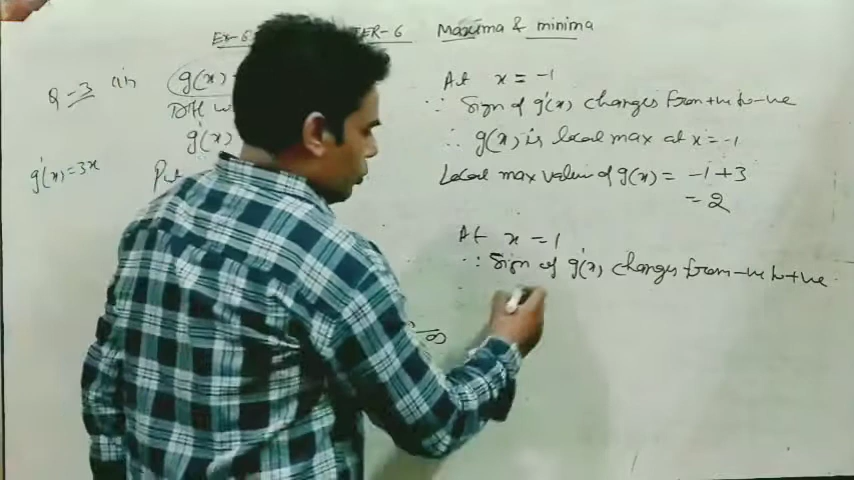 Ex-6 TER-6 Maxima & minima
Q-3 (ii) g(x)
Diff w
g'(x)
g'(x)=3x
Put
At x = -1
∵ Sign of g'(x) changes from +ve to -ve
∴ g(x) is local max at x = -1
Local max value of g(x) = -1+3
= 2
At x = 1
∵ Sign of g'(x) changes from -ve to +ve
-∞